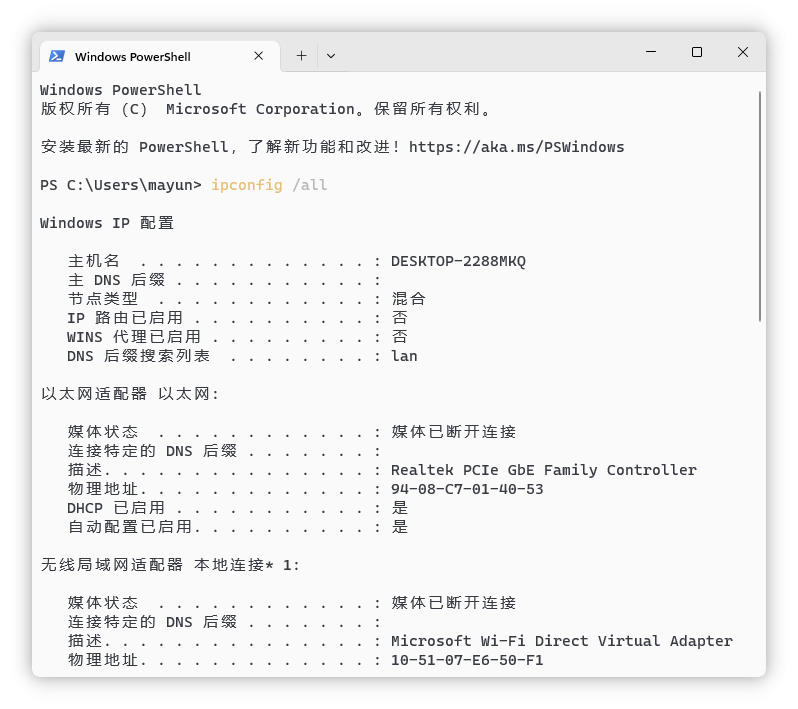 Windows PowerShell
Windows PowerShell
版权所有 (C)  Microsoft Corporation。保留所有权利。
安装最新的 PowerShell，了解新功能和改进！https://aka.ms/PSWindows
PS C:\Users\mayun> ipconfig /all
Windows IP 配置
主机名  . . . . . . . . . . . . . : DESKTOP-2288MKQ
主 DNS 后缀 . . . . . . . . . . . :
节点类型  . . . . . . . . . . . . : 混合
IP 路由已启用 . . . . . . . . . . : 否
WINS 代理已启用 . . . . . . . . . : 否
DNS 后缀搜索列表  . . . . . . . . : lan
以太网适配器 以太网:
媒体状态  . . . . . . . . . . . . : 媒体已断开连接
连接特定的 DNS 后缀 . . . . . . . :
描述. . . . . . . . . . . . . . . : Realtek PCIe GbE Family Controller
物理地址. . . . . . . . . . . . . : 94-08-C7-01-40-53
DHCP 已启用 . . . . . . . . . . . : 是
自动配置已启用. . . . . . . . . . : 是
无线局域网适配器 本地连接* 1:
媒体状态  . . . . . . . . . . . . : 媒体已断开连接
连接特定的 DNS 后缀 . . . . . . . :
描述. . . . . . . . . . . . . . . : Microsoft Wi-Fi Direct Virtual Adapter
物理地址. . . . . . . . . . . . . : 10-51-07-E6-50-F1